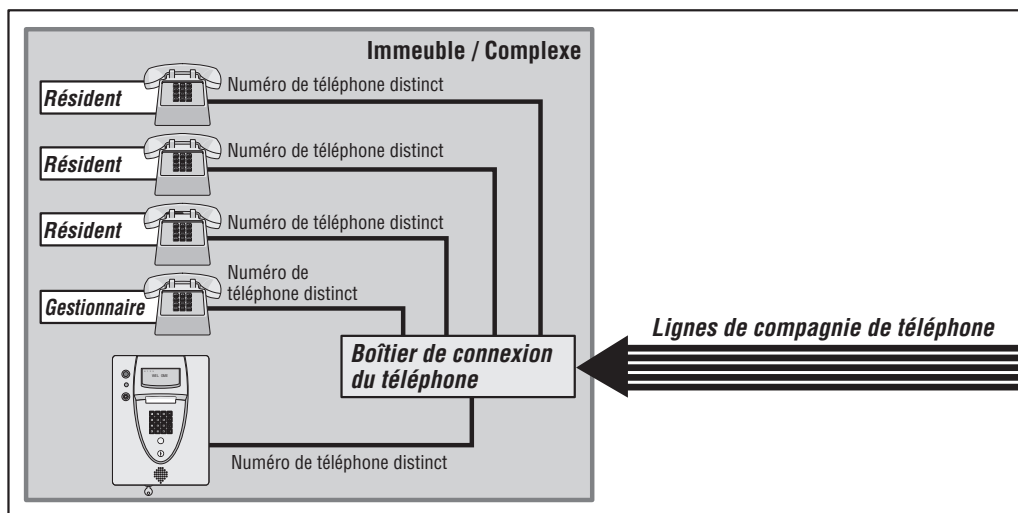 Immeuble / Complexe
Résident
Numéro de téléphone distinct
Résident
Numéro de téléphone distinct
Résident
Numéro de téléphone distinct
Gestionnaire
Numéro de
téléphone distinct
Lignes de compagnie de téléphone
Boîtier de connexion
du téléphone
Numéro de téléphone distinct